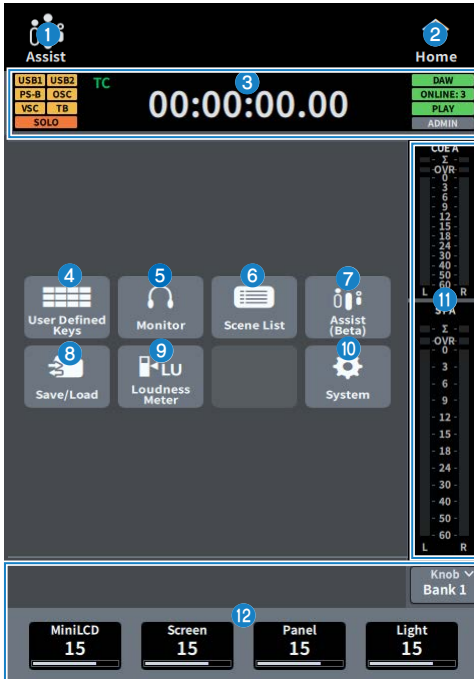 1
Assist
2
Home
3
USB1 USB2
PS-B OSC
VSC TB
SOLO
TC
00:00:00.00
DAW
ONLINE: 3
PLAY
ADMIN
CUE A
Σ
OVR
0
3
6
9
12
15
18
24
30
40
50
60
L R
11
ST A
Σ
OVR
0
3
6
9
12
15
18
24
30
40
50
60
L R
4
User Defined
Keys
5
Monitor
6
Scene List
7
Assist
(Beta)
8
Save/Load
9
LU
Loudness
Meter
10
System
12
Knob
Bank 1
MiniLCD
15
Screen
15
Panel
15
Light
15